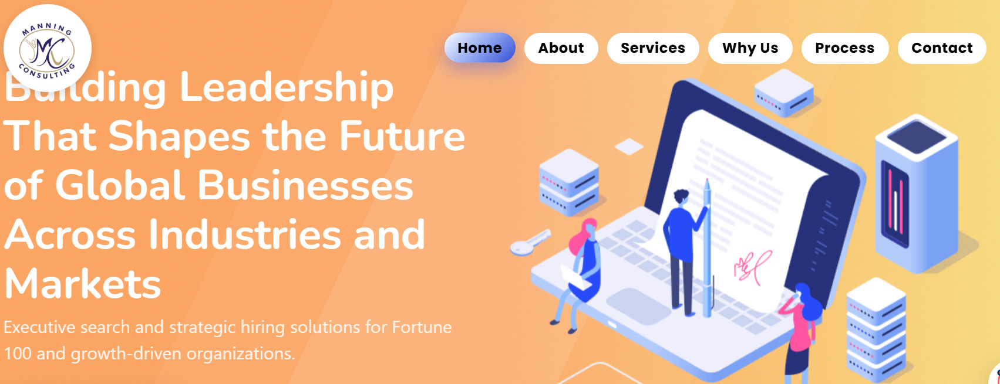 MANNING
MC
CONSULTING
Home
About
Services
Why Us
Process
Contact
Building Leadership
That Shapes the Future
of Global Businesses
Across Industries and
Markets
Executive search and strategic hiring solutions for Fortune
100 and growth-driven organizations.